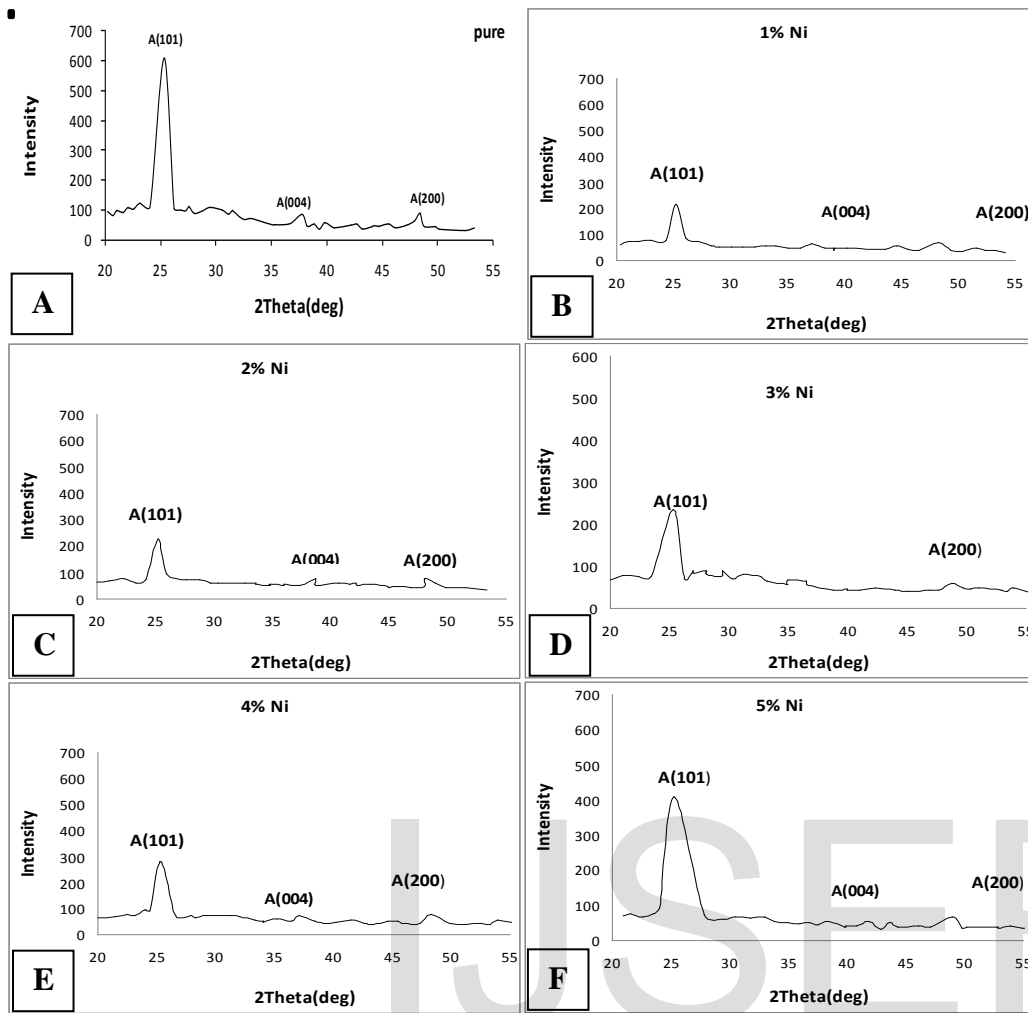 pure
A(101)
A(004)
A(200)
Intensity
700
600
500
400
300
200
100
0
20 25 30 35 40 45 50 55
2Theta(deg)
A
1% Ni
A(101)
A(004)
A(200)
Intensity
700
600
500
400
300
200
100
0
20 25 30 35 40 45 50 55
2Theta(deg)
B
2% Ni
A(101)
A(004)
A(200)
Intensity
700
600
500
400
300
200
100
0
20 25 30 35 40 45 50 55
2Theta(deg)
C
3% Ni
A(101)
A(200)
Intensity
600
500
400
300
200
100
0
20 25 30 35 40 45 50 55
2Theta(deg)
D
4% Ni
A(101)
A(004)
A(200)
Intensity
700
600
500
400
300
200
100
0
20 25 30 35 40 45 50 55
2Theta(deg)
E
5% Ni
A(101)
A(004)
A(200)
Intensity
700
600
500
400
300
200
100
0
20 25 30 35 40 45 50 55
2Theta(deg)
F
IJSER